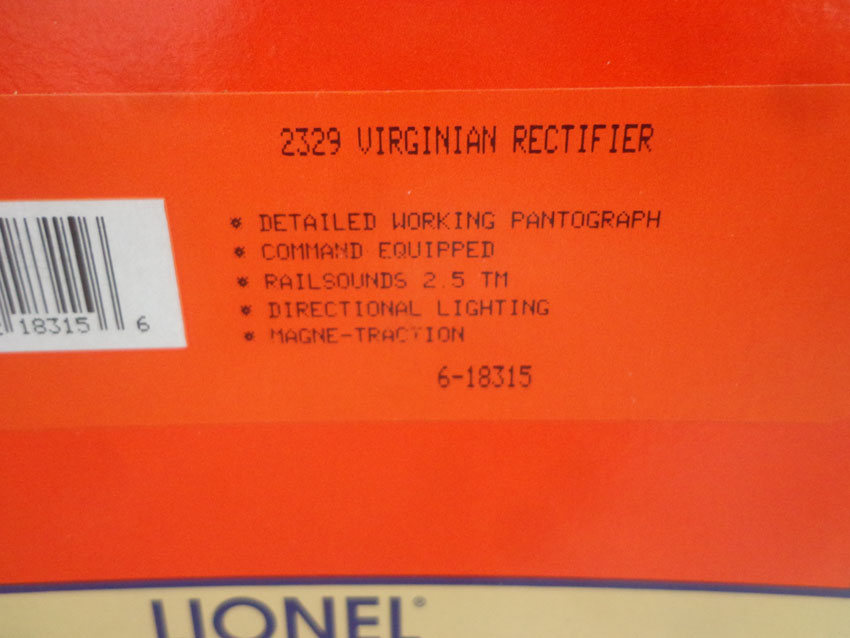 2329 VIRGINIAN RECTIFIER
* DETAILED WORKING PANTOGRAPH
* COMMAND EQUIPPED
* RAILSOUNDS 2.5 TM
* DIRECTIONAL LIGHTING
* MAGNE-TRACTION
18315 6
6-18315
LIONEL®